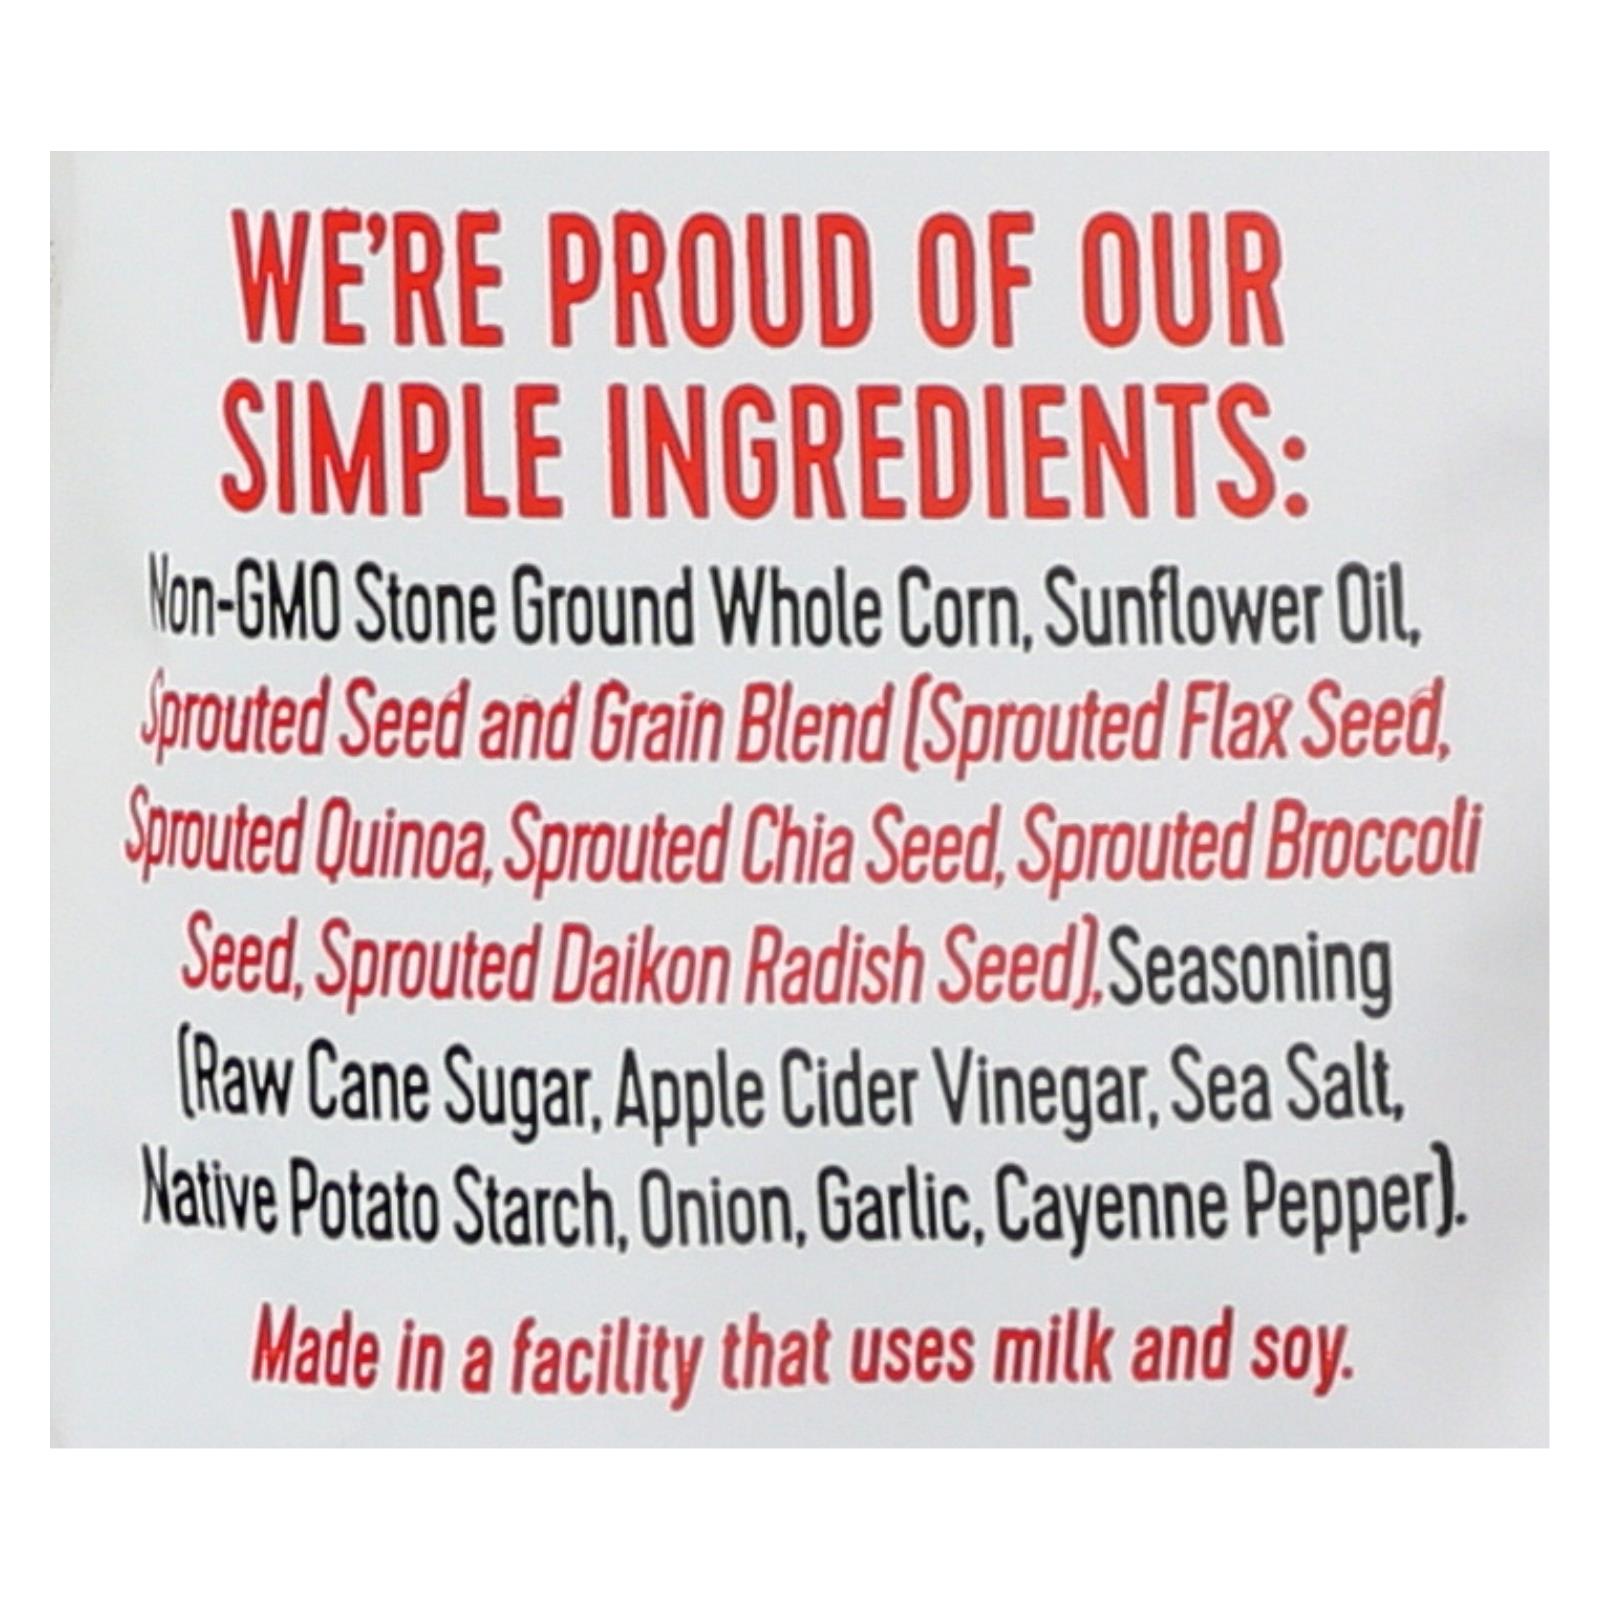 WE'RE PROUD OF OUR
SIMPLE INGREDIENTS:
Non-GMO Stone Ground Whole Corn, Sunflower Oil,
Sprouted Seed and Grain Blend (Sprouted Flax Seed,
Sprouted Quinoa, Sprouted Chia Seed, Sprouted Broccoli
Seed, Sprouted Daikon Radish Seed), Seasoning
(Raw Cane Sugar, Apple Cider Vinegar, Sea Salt,
Native Potato Starch, Onion, Garlic, Cayenne Pepper).
Made in a facility that uses milk and soy.